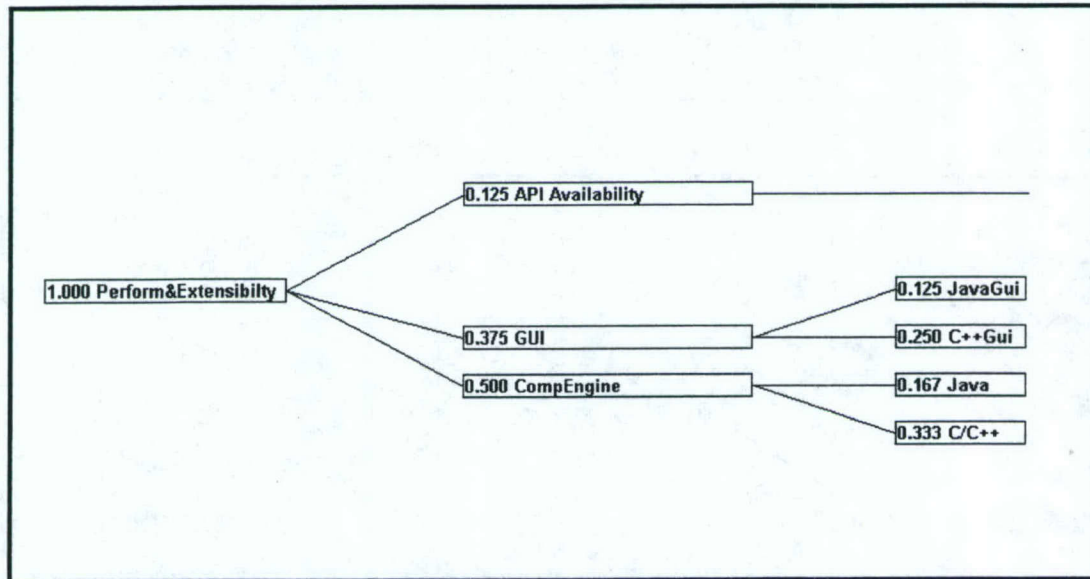 0.125 API Availability
1.000 Perform&Extensibilty
0.125 JavaGui
0.375 GUI
0.250 C++Gui
0.500 CompEngine
0.167 Java
0.333 C/C++